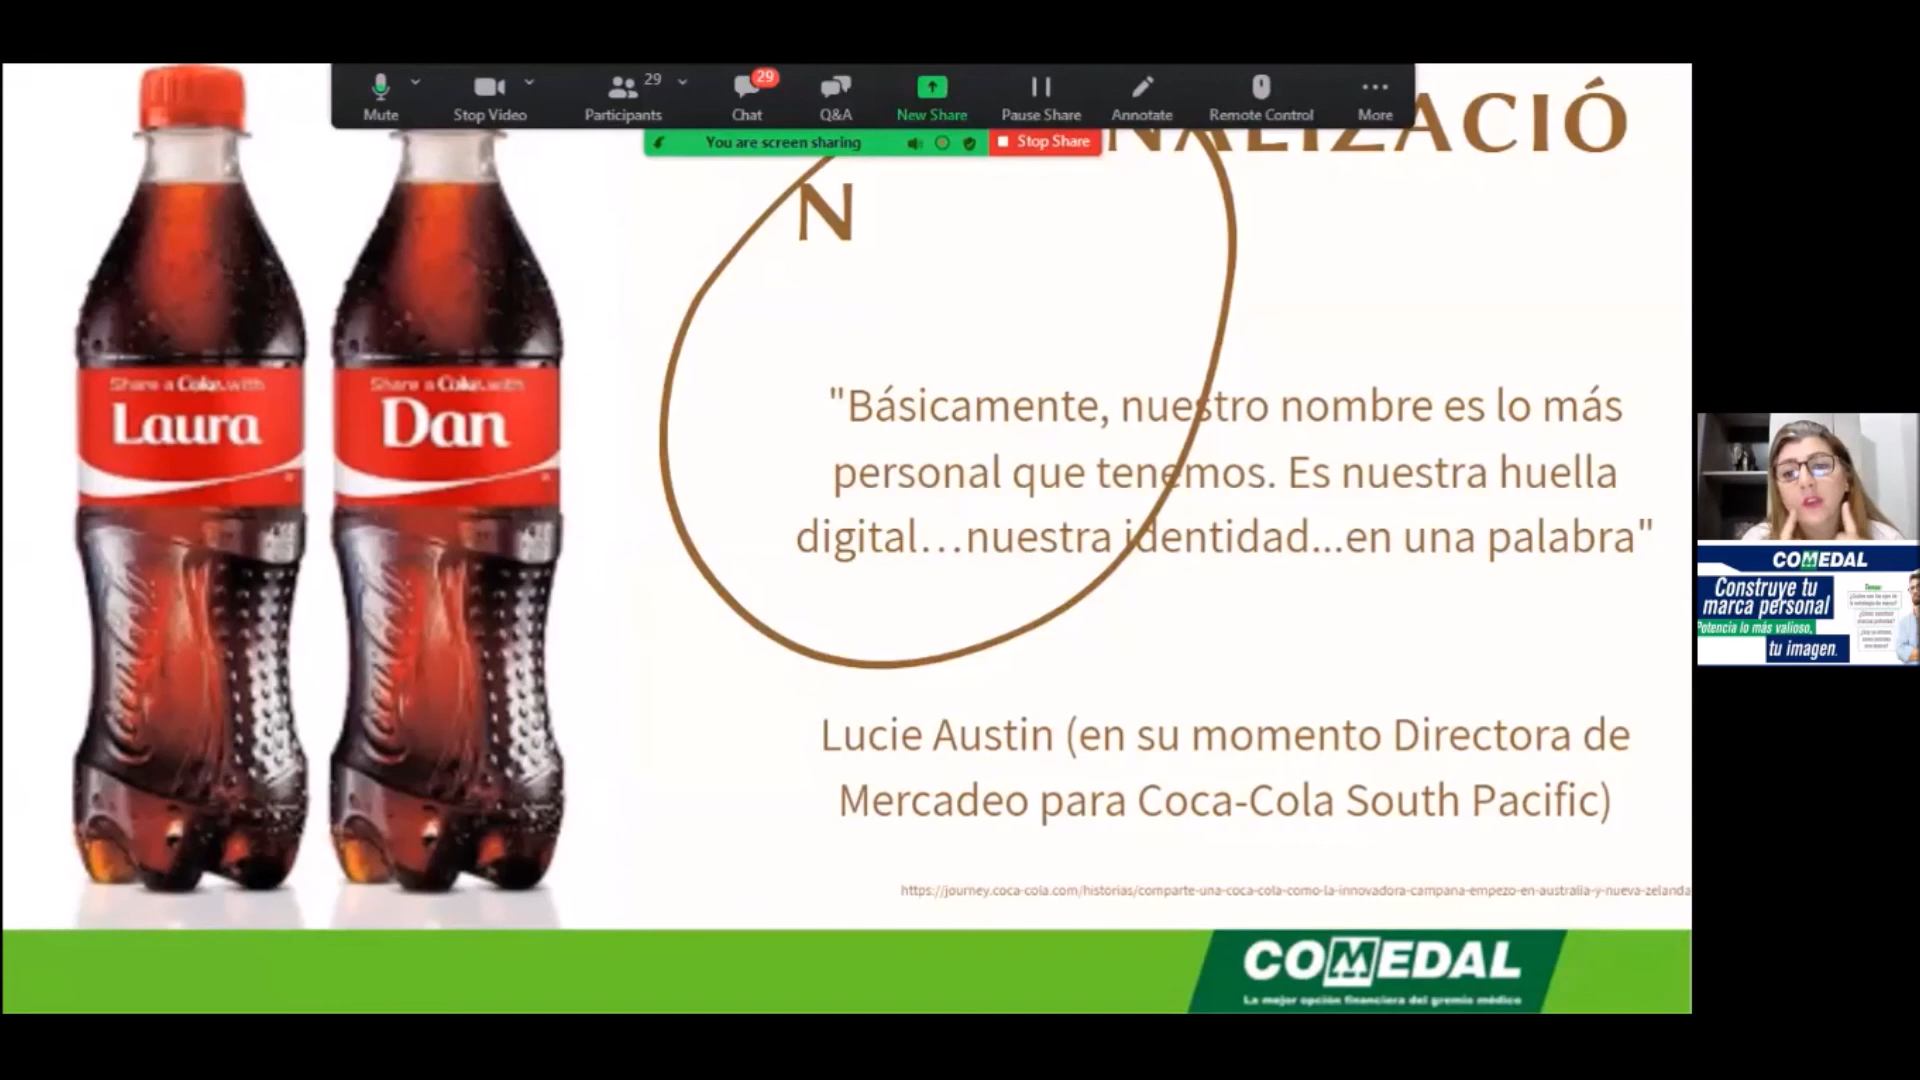 29
29
Mute
Stop Video
Participants
Chat
Q&A
New Share
Pause Share
Annotate
Remote Control
More
You are screen sharing
Stop Share
NALIZACIÓ
N
Share a Coke with
Laura
Share a Coke with
Dan
"Básicamente, nuestro nombre es lo más
personal que tenemos. Es nuestra huella
digital…nuestra identidad...en una palabra"
Lucie Austin (en su momento Directora de
Mercadeo para Coca-Cola South Pacific)
https://journey.coca-cola.com/historias/comparte-una-coca-cola-como-la-innovadora-campana-empezo-en-australia-y-nueva-zelanda
COMEDAL
La mejor opción financiera del gremio médico
COMEDAL
Construye tu
marca personal
Potencia lo más valioso,
tu imagen.
Temas: